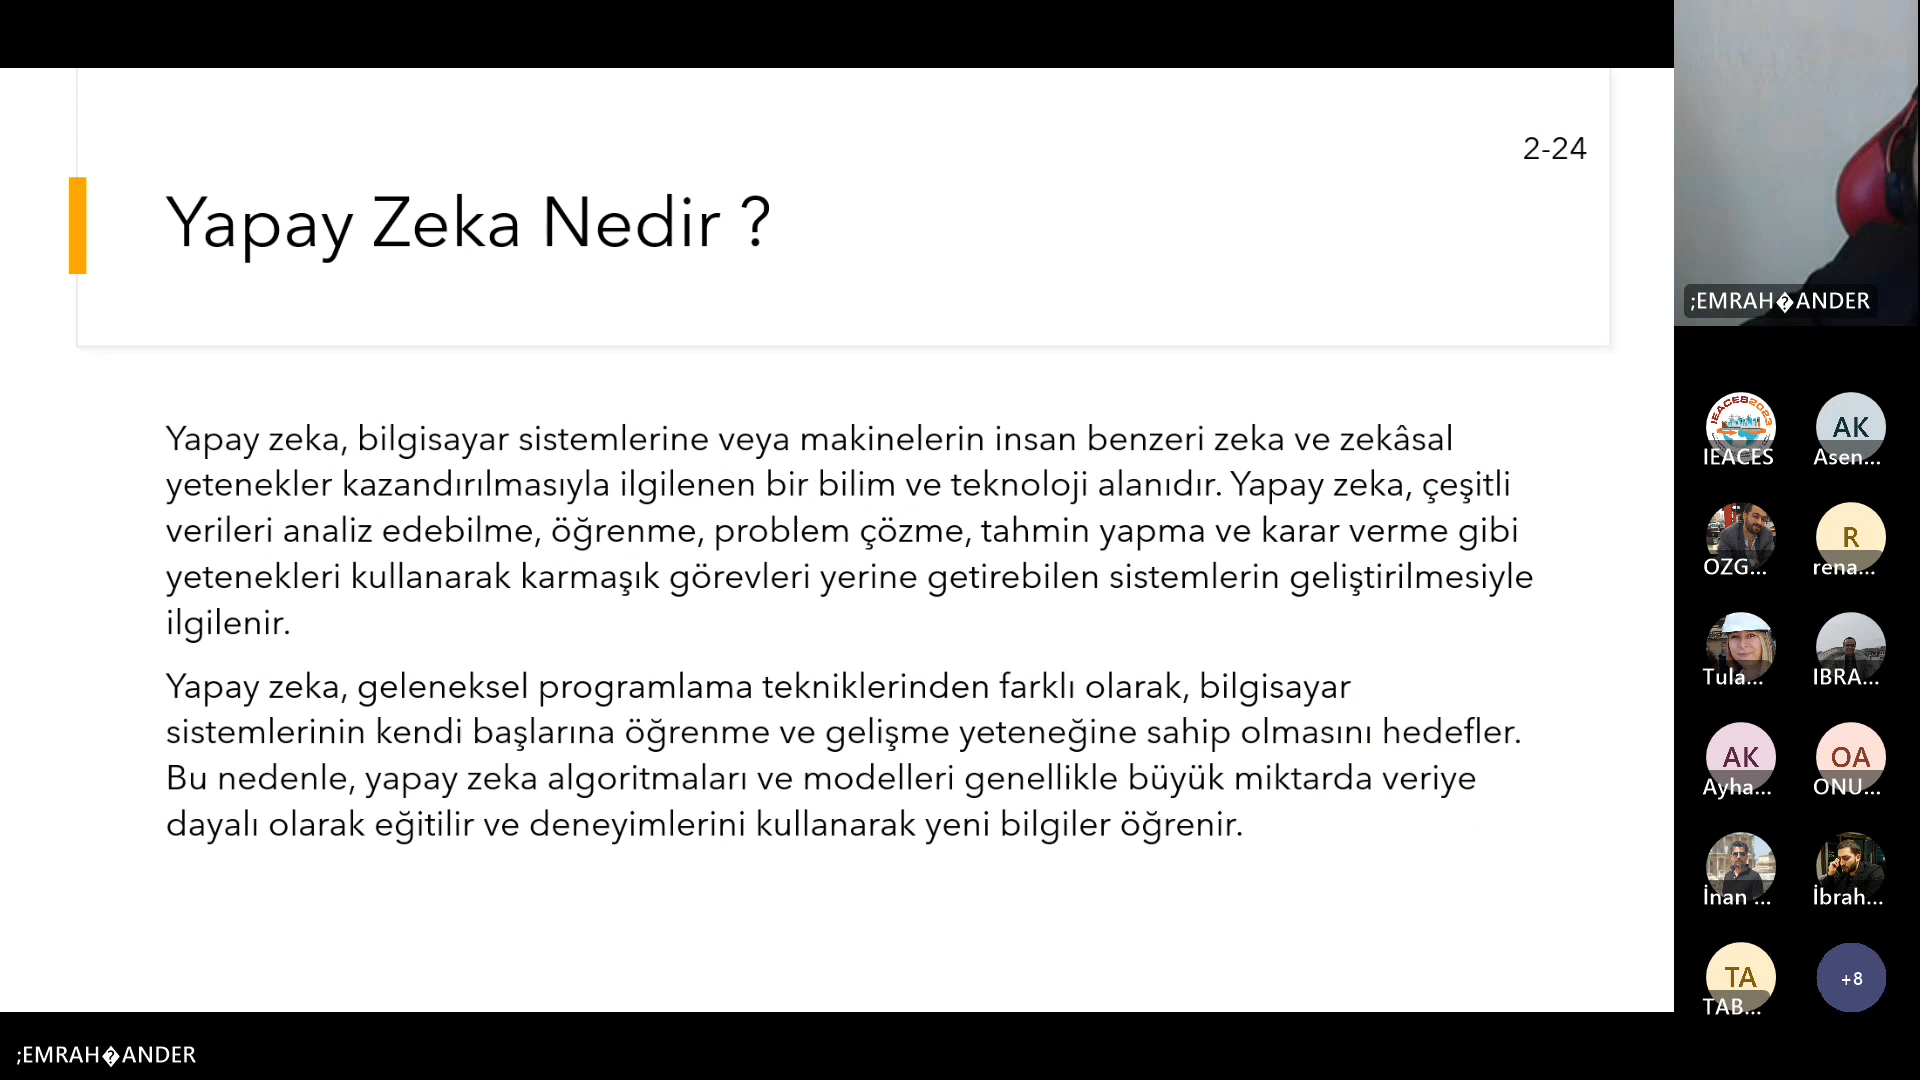 2-24
Yapay Zeka Nedir ?
Yapay zeka, bilgisayar sistemlerine veya makinelerin insan benzeri zeka ve zekâsal
yetenekler kazandırılmasıyla ilgilenen bir bilim ve teknoloji alanıdır. Yapay zeka, çeşitli
verileri analiz edebilme, öğrenme, problem çözme, tahmin yapma ve karar verme gibi
yetenekleri kullanarak karmaşık görevleri yerine getirebilen sistemlerin geliştirilmesiyle
ilgilenir.
Yapay zeka, geleneksel programlama tekniklerinden farklı olarak, bilgisayar
sistemlerinin kendi başlarına öğrenme ve gelişme yeteneğine sahip olmasını hedefler.
Bu nedenle, yapay zeka algoritmaları ve modelleri genellikle büyük miktarda veriye
dayalı olarak eğitilir ve deneyimlerini kullanarak yeni bilgiler öğrenir.
;EMRAH�ANDER
IEACES2023
IEACES
AK
Asen...
OZG...
R
rena...
Tula...
IBRA...
AK
Ayha...
OA
ONU...
İnan ...
İbrah...
TA
TAB...
+8
;EMRAH�ANDER